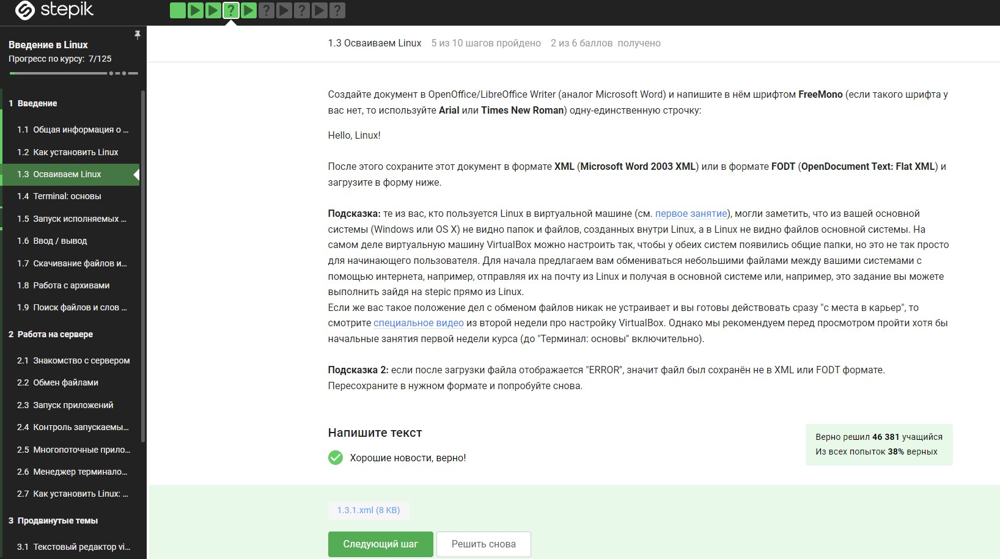 stepik
? ? ? ?
Введение в Linux
Прогресс по курсу: 7/125
1 Введение
1.1 Общая информация о ...
1.2 Как установить Linux
1.3 Осваиваем Linux
1.4 Terminal: основы
1.5 Запуск исполняемых ...
1.6 Ввод / вывод
1.7 Скачивание файлов и...
1.8 Работа с архивами
1.9 Поиск файлов и слов ...
2 Работа на сервере
2.1 Знакомство с сервером
2.2 Обмен файлами
2.3 Запуск приложений
2.4 Контроль запускаемы...
2.5 Многопоточные прило...
2.6 Менеджер терминало...
2.7 Как установить Linux: ...
3 Продвинутые темы
3.1 Текстовый редактор vi...
1.3 Осваиваем Linux 5 из 10 шагов пройдено 2 из 6 баллов получено
Создайте документ в OpenOffice/LibreOffice Writer (аналог Microsoft Word) и напишите в нём шрифтом FreeMono (если такого шрифта у
вас нет, то используйте Arial или Times New Roman) одну-единственную строчку:
Hello, Linux!
После этого сохраните этот документ в формате XML (Microsoft Word 2003 XML) или в формате FODT (OpenDocument Text: Flat XML) и
загрузите в форму ниже.
Подсказка: те из вас, кто пользуется Linux в виртуальной машине (см. первое занятие), могли заметить, что из вашей основной
системы (Windows или OS X) не видно папок и файлов, созданных внутри Linux, а в Linux не видно файлов основной системы. На
самом деле виртуальную машину VirtualBox можно настроить так, чтобы у обеих систем появились общие папки, но это не так просто
для начинающего пользователя. Для начала предлагаем вам обмениваться небольшими файлами между вашими системами с
помощью интернета, например, отправляя их на почту из Linux и получая в основной системе или, например, это задание вы можете
выполнить зайдя на stepic прямо из Linux.
Если же вас такое положение дел с обменом файлов никак не устраивает и вы готовы действовать сразу "с места в карьер", то
смотрите специальное видео из второй недели про настройку VirtualBox. Однако мы рекомендуем перед просмотром пройти хотя бы
начальные занятия первой недели курса (до "Терминал: основы" включительно).
Подсказка 2: если после загрузки файла отображается "ERROR", значит файл был сохранён не в XML или FODT формате.
Пересохраните в нужном формате и попробуйте снова.
Напишите текст
Хорошие новости, верно!
Верно решил 46 381 учащийся
Из всех попыток 38% верных
1.3.1.xml (8 KB)
Следующий шаг
Решить снова